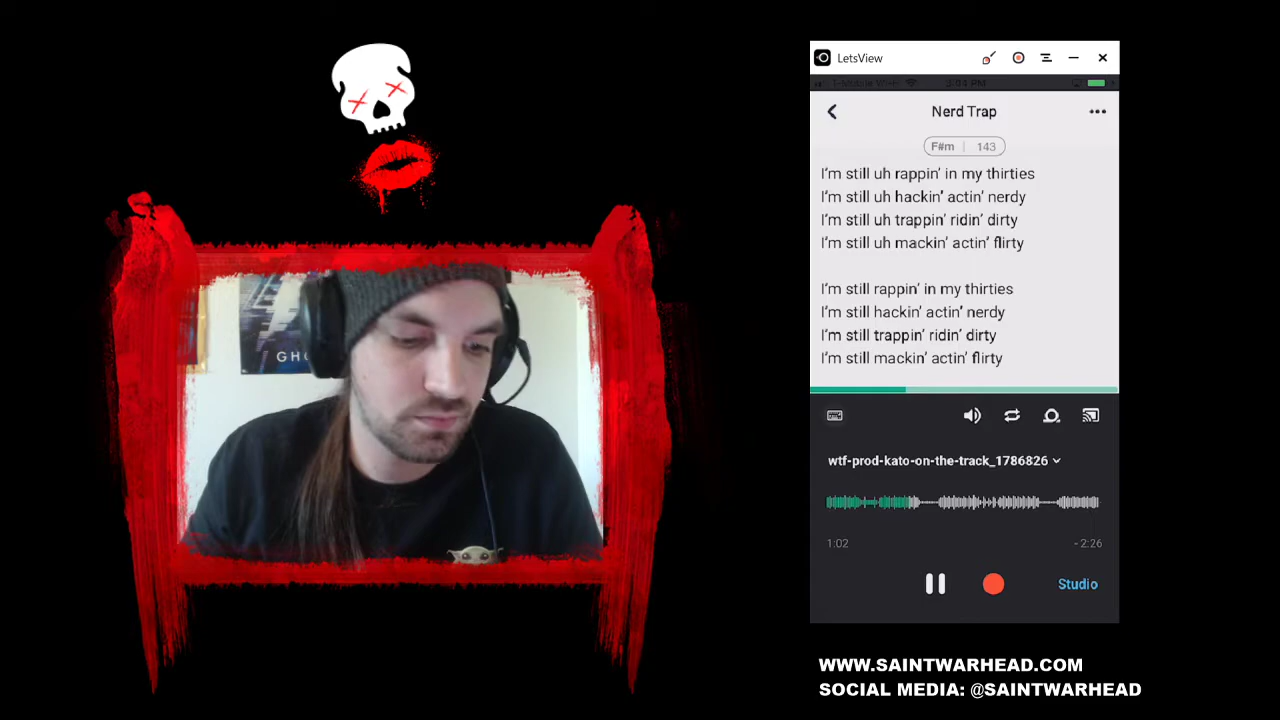 LetsView
Nerd Trap
F#m | 143
I'm still uh rappin' in my thirties
I'm still uh hackin' actin' nerdy
I'm still uh trappin' ridin' dirty
I'm still uh mackin' actin' flirty
I'm still rappin' in my thirties
I'm still hackin' actin' nerdy
I'm still trappin' ridin' dirty
I'm still mackin' actin' flirty
GHO
wtf-prod-kato-on-the-track_1786826
1:02
-2:26
Studio
WWW.SAINTWARHEAD.COM
SOCIAL MEDIA: @SAINTWARHEAD